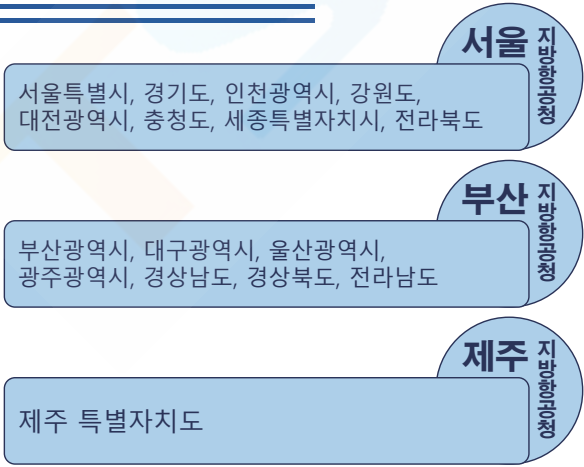 서울 지방항공청
서울특별시, 경기도, 인천광역시, 강원도,
대전광역시, 충청도, 세종특별자치시, 전라북도
부산 지방항공청
부산광역시, 대구광역시, 울산광역시,
광주광역시, 경상남도, 경상북도, 전라남도
제주 지방항공청
제주 특별자치도